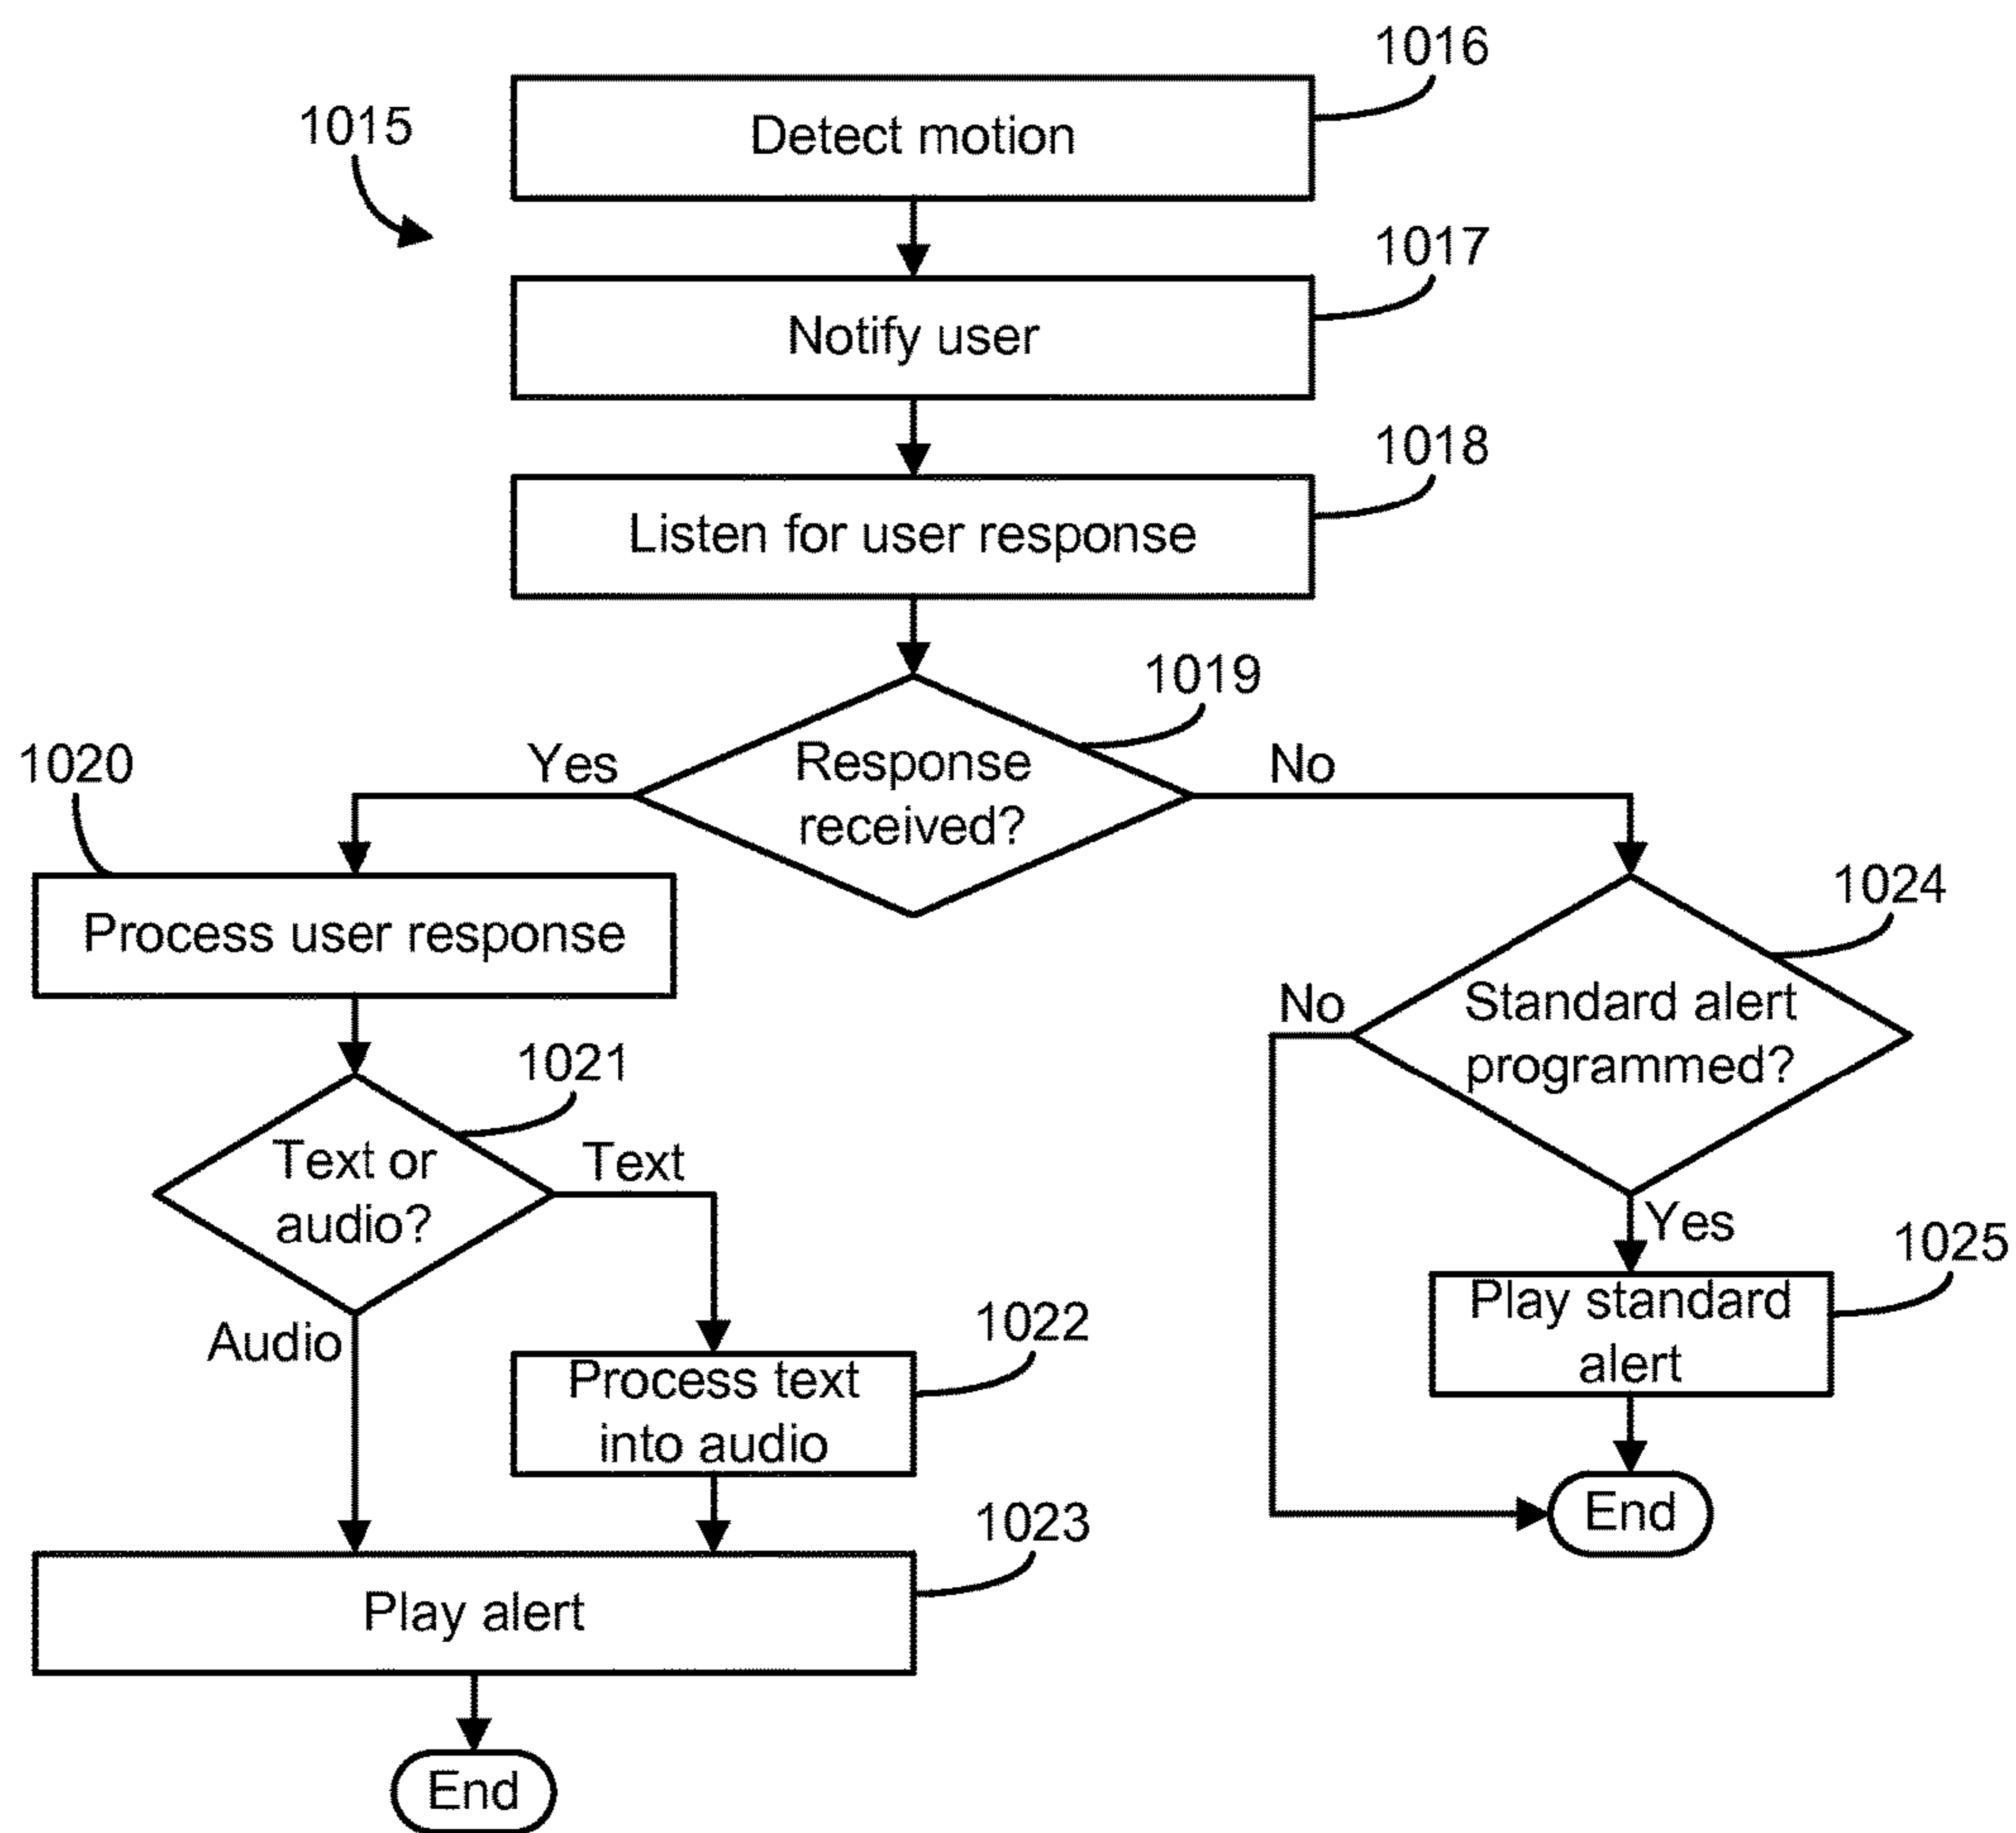 1016
Detect motion
1015
1017
Notify user
1018
Listen for user response
1019
Response
received?
Yes
No
1020
Process user response
1024
Standard alert
programmed?
No
Yes
1021
Text or
audio?
Text
Audio
1025
Play standard
alert
1022
Process text
into audio
End
1023
Play alert
End